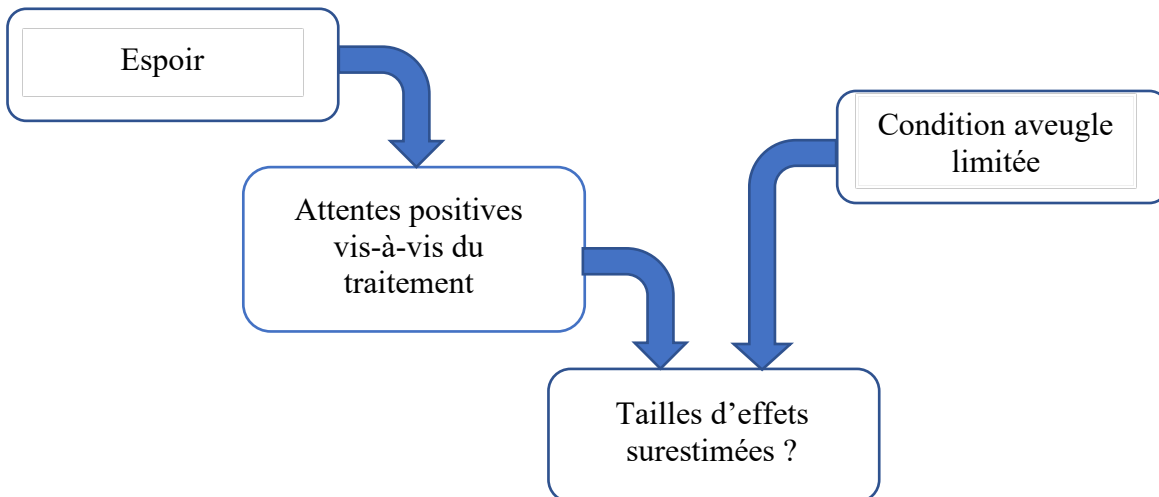 Espoir
Condition aveugle
limitée
Attentes positives
vis-à-vis du
traitement
Tailles d’effets
surestimées ?